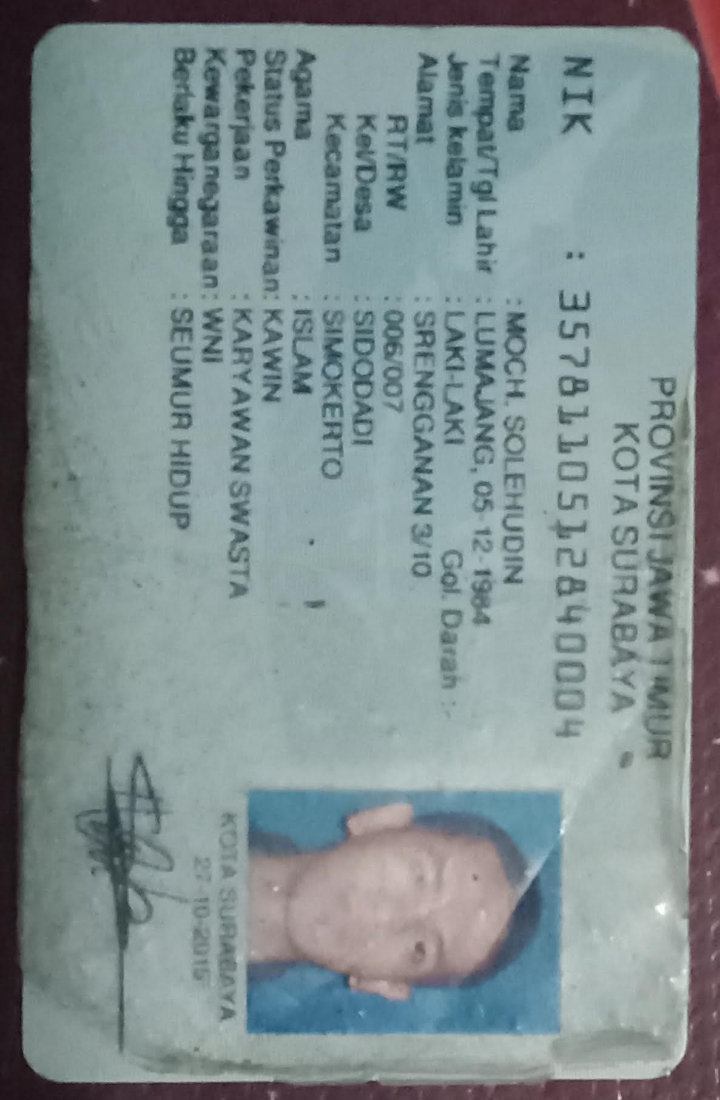 PROVINSI JAWA TIMUR
KOTA SURABAYA
NIK : 3578110512840004
Nama : MOCH. SOLEHUDIN
Tempat/Tgl Lahir : LUMAJANG, 05-12-1984
Jenis kelamin : LAKI-LAKI Gol. Darah :-
Alamat : SRENGGANAN 3/10
RT/RW : 006/007
Kel/Desa : SIDODADI
Kecamatan : SIMOKERTO
Agama : ISLAM
Status Perkawinan: KAWIN
Pekerjaan : KARYAWAN SWASTA
Kewarganegaraan: WNI
Berlaku Hingga : SEUMUR HIDUP
KOTA SURABAYA
27-10-2015